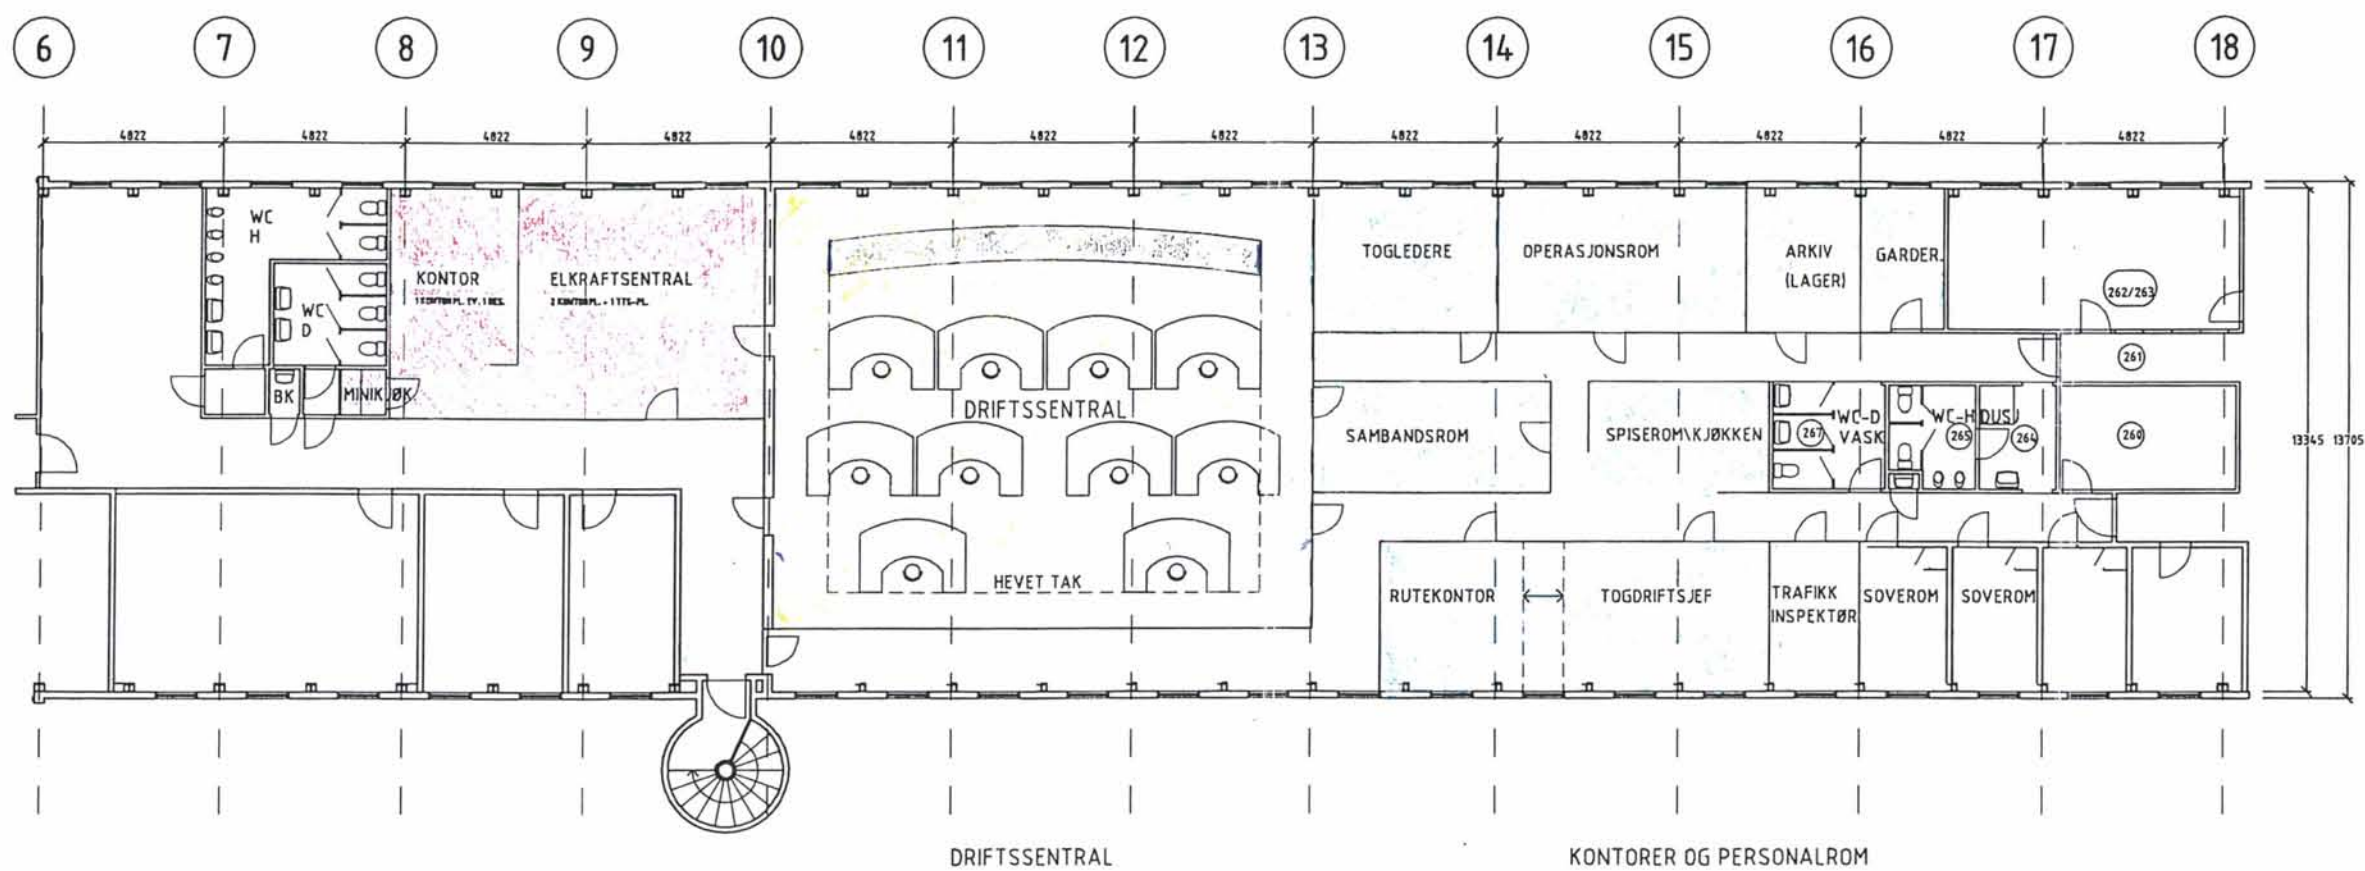 6 7 8 9 10 11 12 13 14 15 16 17 18
4822 4822 4822 4822 4822 4822 4822 4822 4822 4822 4822 4822
WC
H
WC
D
BK
MINIKJØK
KONTOR
ELKRAFTSENTRAL
DRIFTSSENTRAL
HEVET TAK
TOGLEDERE
OPERASJONSROM
ARKIV
(LAGER)
GARDER.
262/263
261
SAMBANDSROM
SPISEROM\KJØKKEN
267
WC-D
VASK
WC-H
265
DUSJ
264
260
13345 13705
RUTEKONTOR
TOGDRIFTSJEF
TRAFIKK
INSPEKTØR
SOVEROM
SOVEROM
DRIFTSSENTRAL
KONTORER OG PERSONALROM